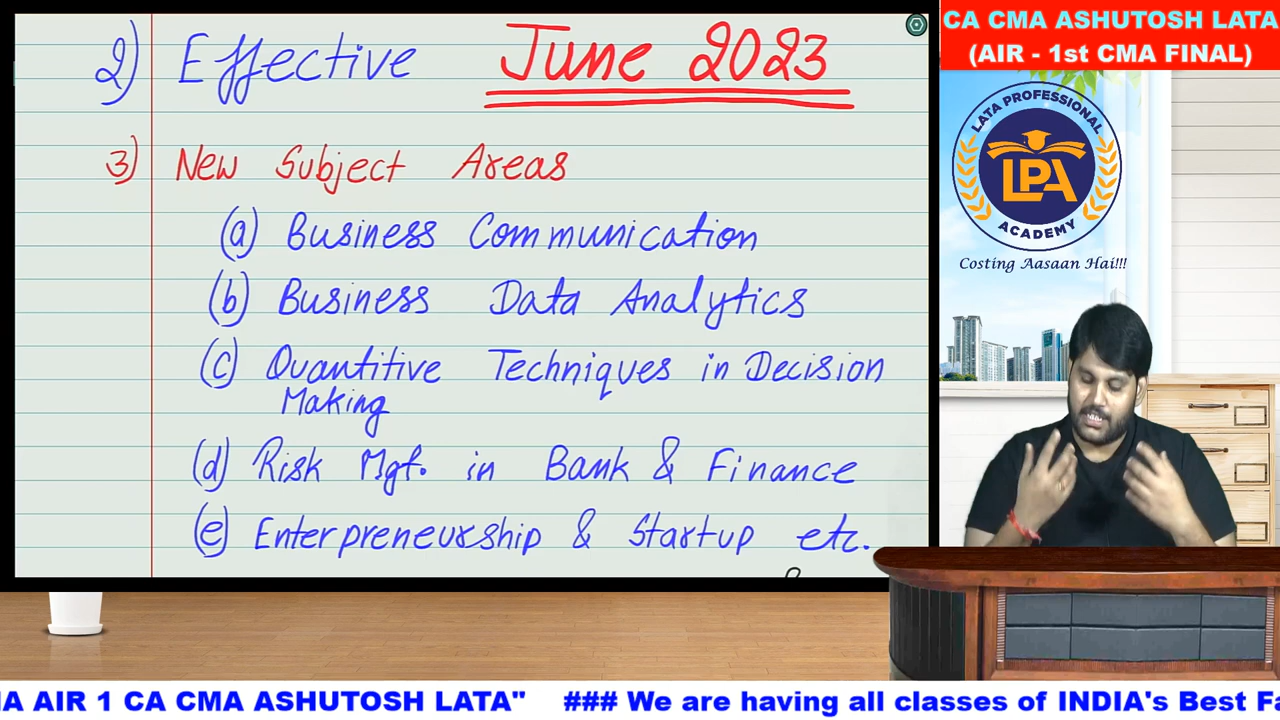 2) Effective June 2023
3) New Subject Areas
(a) Business Communication
(b) Business Data Analytics
(c) Quantitive Techniques in Decision
Making
(d) Risk Mgt. in Bank & Finance
(e) Enterpreneurship & Startup etc.
CA CMA ASHUTOSH LATA
(AIR - 1st CMA FINAL)
LATA PROFESSIONAL
LPA
ACADEMY
Costing Aasaan Hai!!!
AIR 1 CA CMA ASHUTOSH LATA" ### We are having all classes of INDIA's Best